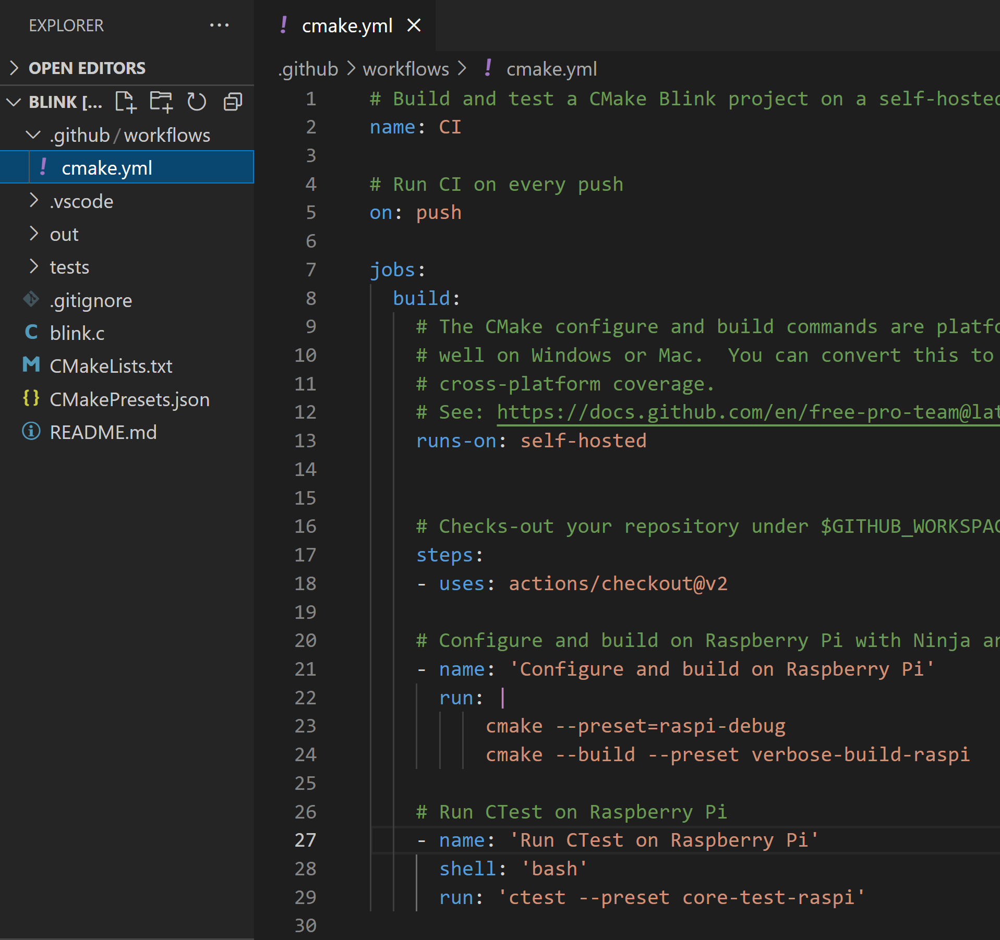 EXPLORER
OPEN EDITORS
BLINK [...
.github / workflows
! cmake.yml
.vscode
out
tests
.gitignore
C blink.c
M CMakeLists.txt
{} CMakePresets.json
README.md
! cmake.yml
.github > workflows > ! cmake.yml
1 # Build and test a CMake Blink project on a self-hosted
2 name: CI
3
4 # Run CI on every push
5 on: push
6
7 jobs:
8 build:
9 # The CMake configure and build commands are platfo
10 # well on Windows or Mac.  You can convert this to
11 # cross-platform coverage.
12 # See: https://docs.github.com/en/free-pro-team@lat
13 runs-on: self-hosted
14
15
16 # Checks-out your repository under $GITHUB_WORKSPAC
17 steps:
18 - uses: actions/checkout@v2
19
20 # Configure and build on Raspberry Pi with Ninja an
21 - name: 'Configure and build on Raspberry Pi'
22 run: |
23 cmake --preset=raspi-debug
24 cmake --build --preset verbose-build-raspi
25
26 # Run CTest on Raspberry Pi
27 - name: 'Run CTest on Raspberry Pi'
28 shell: 'bash'
29 run: 'ctest --preset core-test-raspi'
30